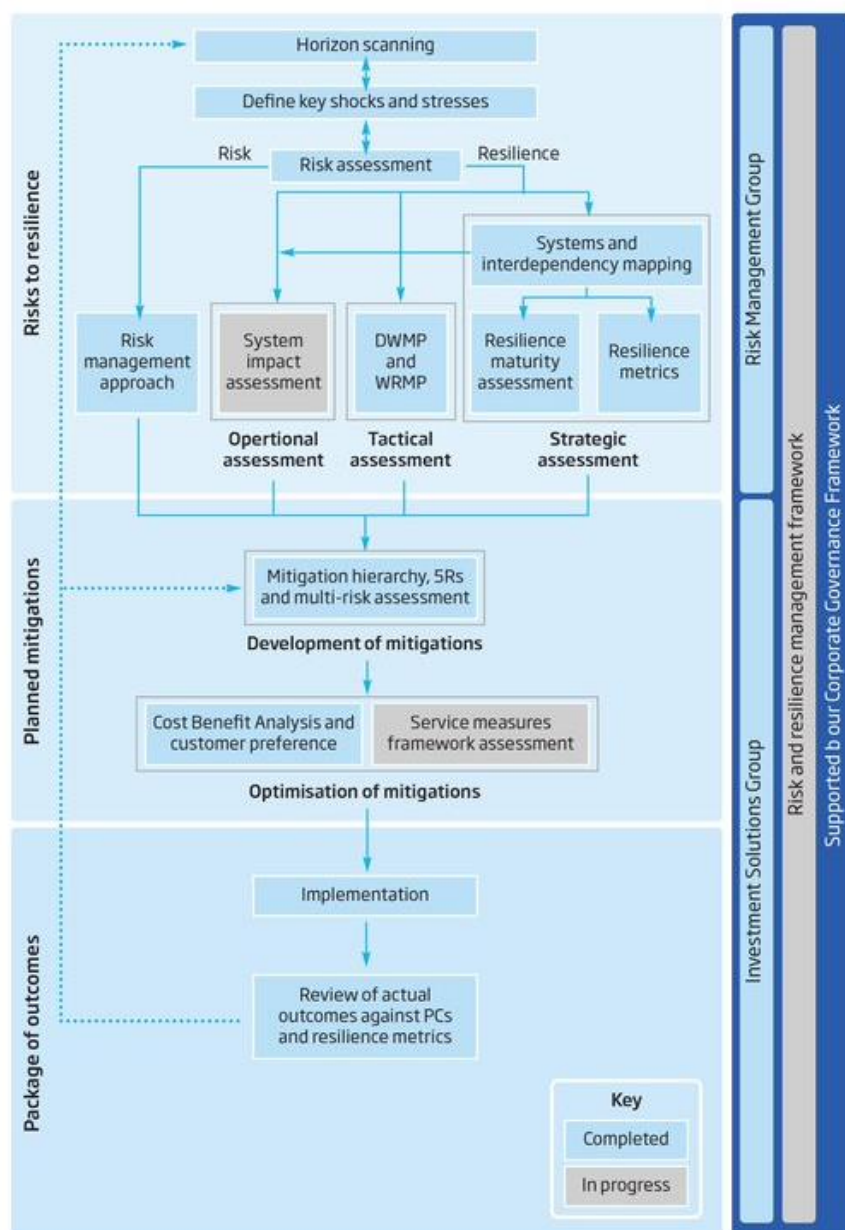 Horizon scanning
Define key shocks and stresses
Risk
Resilience
Risk assessment
Systems and
interdependency mapping
Risk
management
approach
System
impact
assessment
DWMP
and
WRMP
Resilience
maturity
assessment
Resilience
metrics
Opertional
assessment
Tactical
assessment
Strategic
assessment
Risks to resilience
Mitigation hierarchy, 5Rs
and multi-risk assessment
Development of mitigations
Cost Benefit Analysis and
customer preference
Service measures
framework assessment
Optimisation of mitigations
Planned mitigations
Implementation
Review of actual
outcomes against PCs
and resilience metrics
Package of outcomes
Key
Completed
In progress
Risk Management Group
Investment Solutions Group
Risk and resilience management framework
Supported b our Corporate Governance Framework